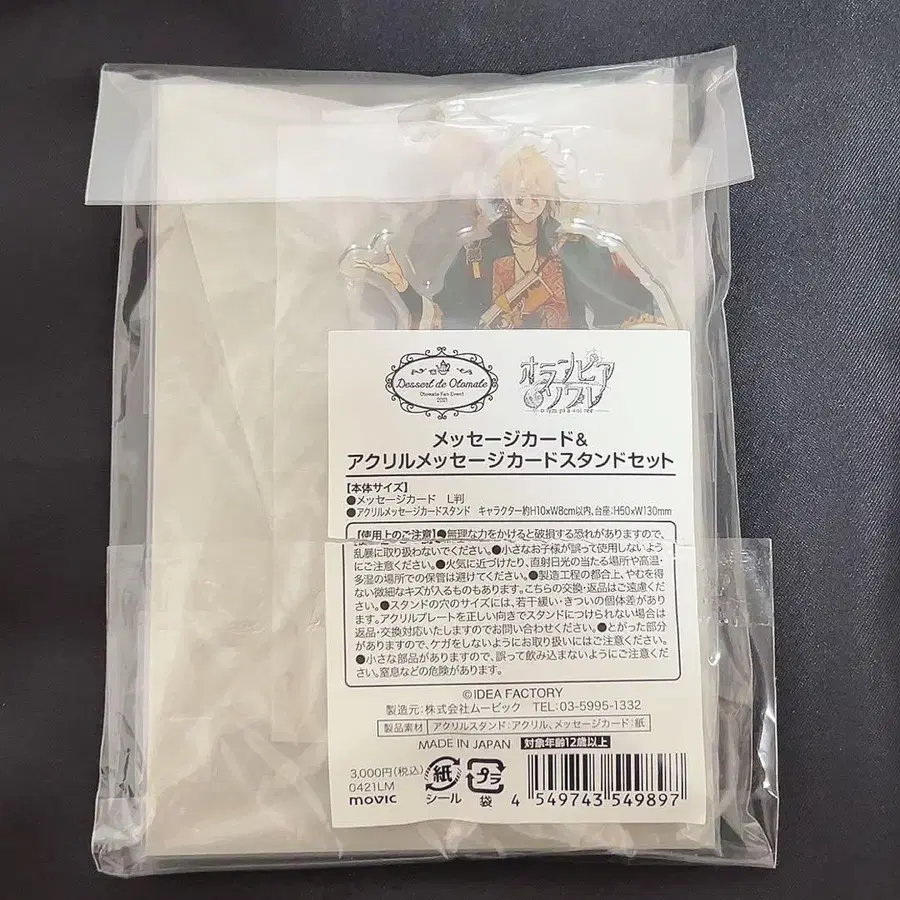 Dessert de Otomate
Otomate Fan Event
2021
オランピアソワレ
olympia soirée
メッセージカード&
アクリルメッセージカードスタンドセット
【本体サイズ】
●メッセージカード　L判
●アクリルメッセージカードスタンド　キャラクター約H10×W8cm以内、台座:H50×W130mm
【使用上のご注意】●無理な力をかけると破損する恐れがありますので、
乱暴に取り扱わないでください。●小さなお子様が誤って使用しないよう
にご注意ください。●火気に近づけたり、直射日光の当たる場所や高温・
多湿の場所での保管は避けてください。●製造工程の都合上、やむを得
ない微細なキズが入るものもあります。こちらの交換・返品はご遠慮くだ
さい。●スタンドの穴のサイズには、若干緩い・きついの個体差があり
ます。アクリルプレートを正しい向きでスタンドにつけられない場合は
返品・交換対応いたしますのでお問い合わせください。●とがった部分
がありますので、ケガをしないようにお取り扱いにはご注意ください。
●小さな部品がありますので、誤って飲み込まないようにご注意くださ
い。窒息などの危険があります。
©IDEA FACTORY
製造元:株式会社ムービック　TEL:03-5995-1332
製品素材 アクリルスタンド:アクリル、メッセージカード:紙
MADE IN JAPAN 対象年齢12歳以上
3,000円(税込)
0421LM
movic
紙
シール
プラ
袋
4 549743 549897